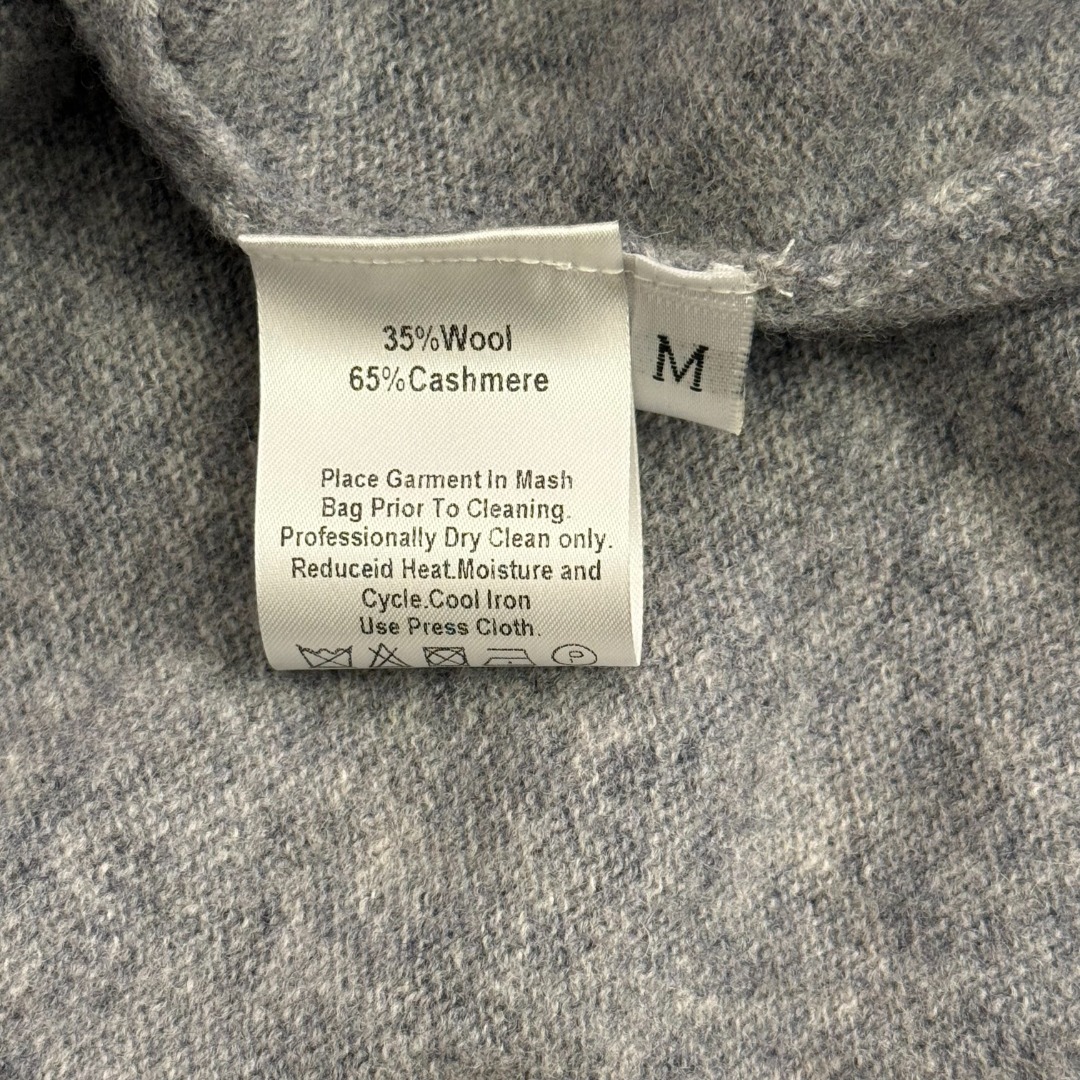 35%Wool
65%Cashmere
M
Place Garment In Mash
Bag Prior To Cleaning.
Professionally Dry Clean only.
Reduceid Heat.Moisture and
Cycle.Cool Iron
Use Press Cloth.
P